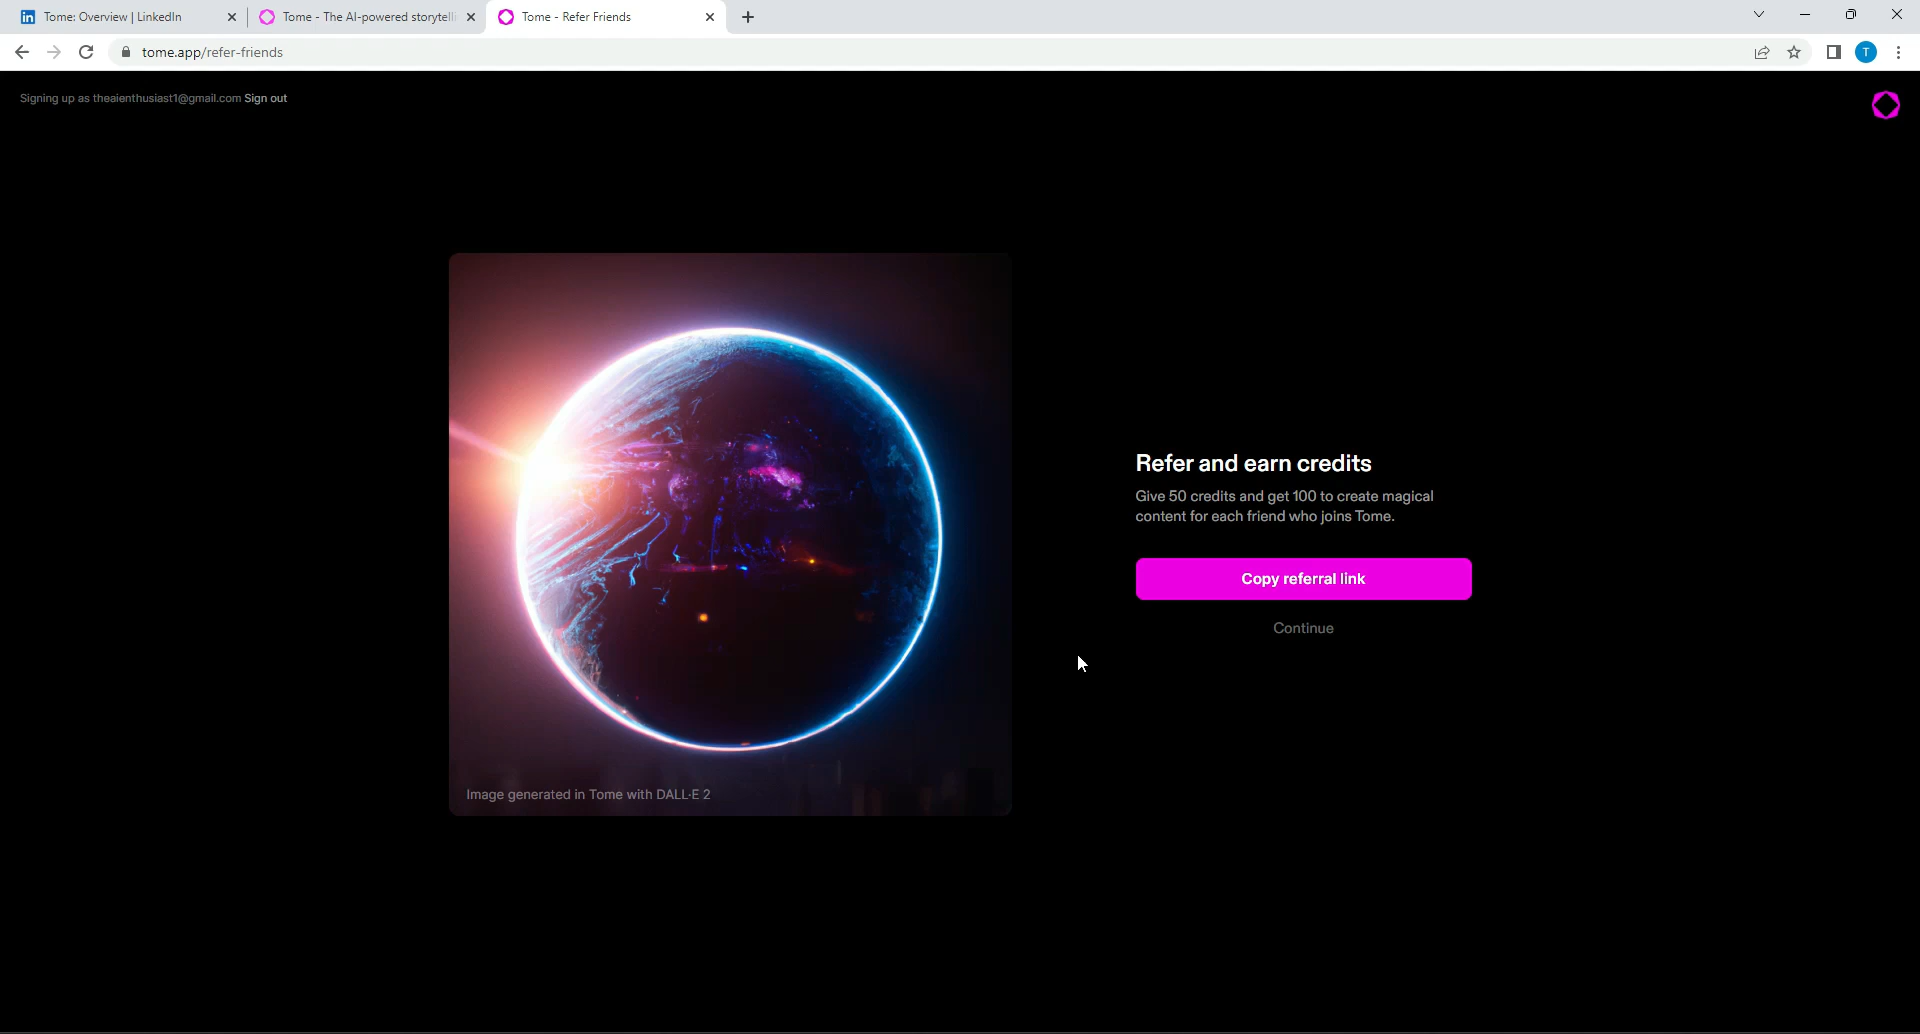 in Tome: Overview | LinkedIn
Tome - The AI-powered storytelli
Tome - Refer Friends
tome.app/refer-friends
T
Signing up as theaienthusiast1@gmail.com Sign out
Refer and earn credits
Give 50 credits and get 100 to create magical
content for each friend who joins Tome.
Copy referral link
Continue
Image generated in Tome with DALL·E 2